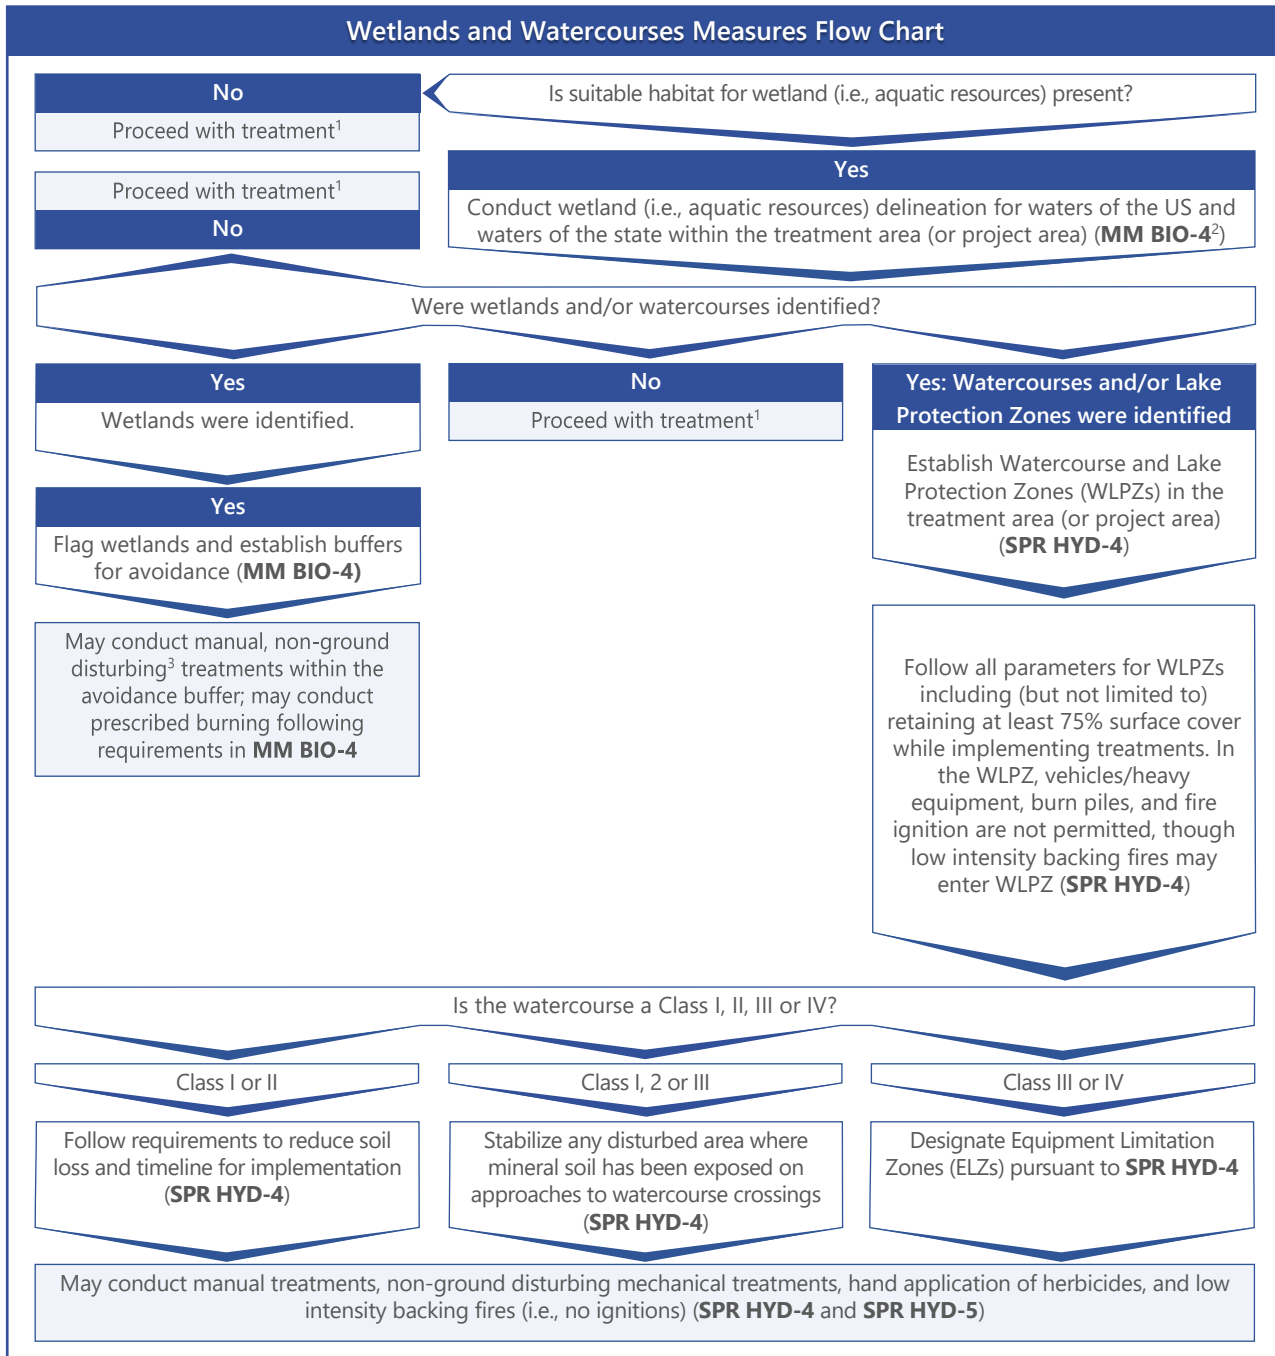 Wetlands and Watercourses Measures Flow Chart
No
Proceed with treatment¹
Is suitable habitat for wetland (i.e., aquatic resources) present?
Yes
Conduct wetland (i.e., aquatic resources) delineation for waters of the US and
waters of the state within the treatment area (or project area) (MM BIO-4²)
Proceed with treatment¹
No
Were wetlands and/or watercourses identified?
Yes
Wetlands were identified.
Yes
Flag wetlands and establish buffers
for avoidance (MM BIO-4)
May conduct manual, non-ground
disturbing³ treatments within the
avoidance buffer; may conduct
prescribed burning following
requirements in MM BIO-4
No
Proceed with treatment¹
Yes: Watercourses and/or Lake
Protection Zones were identified
Establish Watercourse and Lake
Protection Zones (WLPZs) in the
treatment area (or project area)
(SPR HYD-4)
Follow all parameters for WLPZs
including (but not limited to)
retaining at least 75% surface cover
while implementing treatments. In
the WLPZ, vehicles/heavy
equipment, burn piles, and fire
ignition are not permitted, though
low intensity backing fires may
enter WLPZ (SPR HYD-4)
Is the watercourse a Class I, II, III or IV?
Class I or II
Follow requirements to reduce soil
loss and timeline for implementation
(SPR HYD-4)
Class I, 2 or III
Stabilize any disturbed area where
mineral soil has been exposed on
approaches to watercourse crossings
(SPR HYD-4)
Class III or IV
Designate Equipment Limitation
Zones (ELZs) pursuant to SPR HYD-4
May conduct manual treatments, non-ground disturbing mechanical treatments, hand application of herbicides, and low
intensity backing fires (i.e., no ignitions) (SPR HYD-4 and SPR HYD-5)